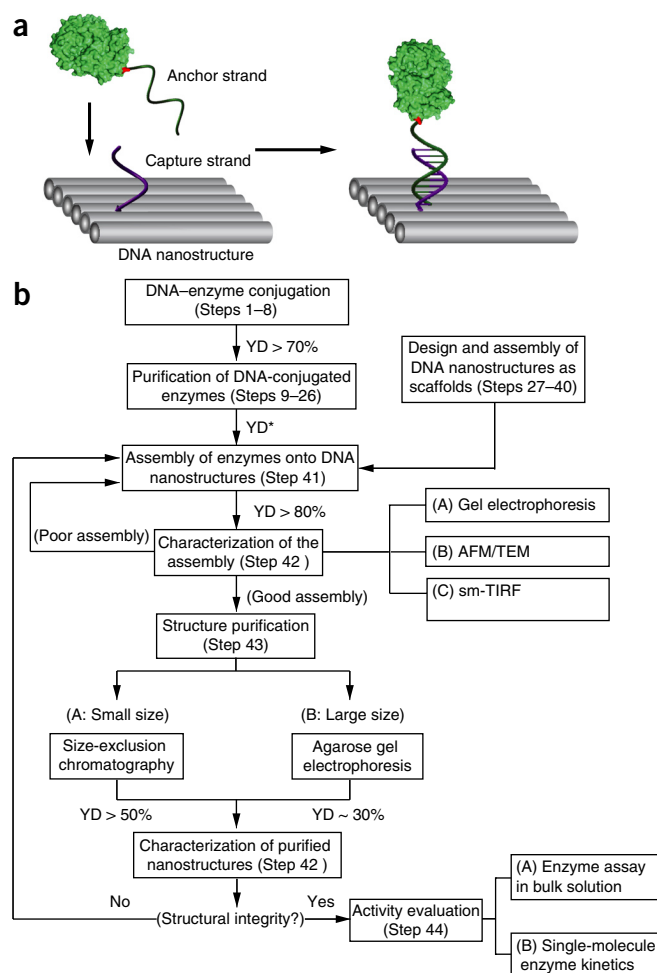 a
Anchor strand
Capture strand
DNA nanostructure
b
DNA–enzyme conjugation
(Steps 1–8)
YD > 70%
Purification of DNA-conjugated
enzymes (Steps 9–26)
Design and assembly of
DNA nanostructures as
scaffolds (Steps 27–40)
YD*
Assembly of enzymes onto DNA
nanostructures (Step 41)
YD > 80%
(Poor assembly)
Characterization of the
assembly (Step 42 )
(A) Gel electrophoresis
(B) AFM/TEM
(C) sm-TIRF
(Good assembly)
Structure purification
(Step 43)
(A: Small size)
(B: Large size)
Size-exclusion
chromatography
Agarose gel
electrophoresis
YD > 50%
YD ~ 30%
Characterization of purified
nanostructures (Step 42 )
No
(Structural integrity?)
Yes
Activity evaluation
(Step 44)
(A) Enzyme assay
in bulk solution
(B) Single-molecule
enzyme kinetics